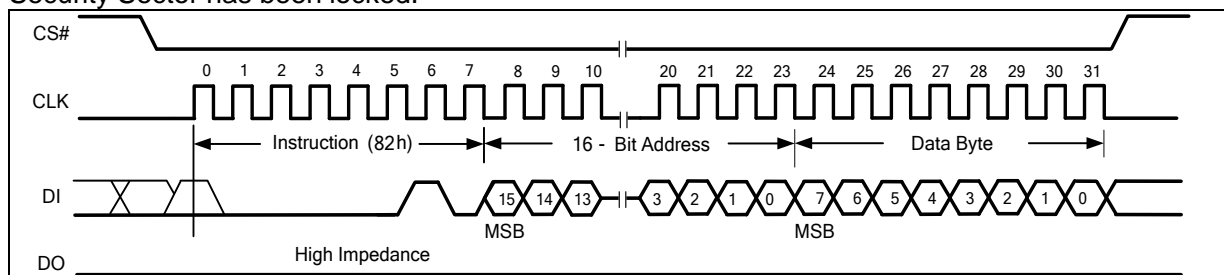 Security Sector has been locked.
CS#
0 1 2 3 4 5 6 7 8 9 10 20 21 22 23 24 25 26 27 28 29 30 31
CLK
Instruction (82h) 16 - Bit Address Data Byte
DI 15 14 13 3 2 1 0 7 6 5 4 3 2 1 0
MSB MSB
High Impedance
DO